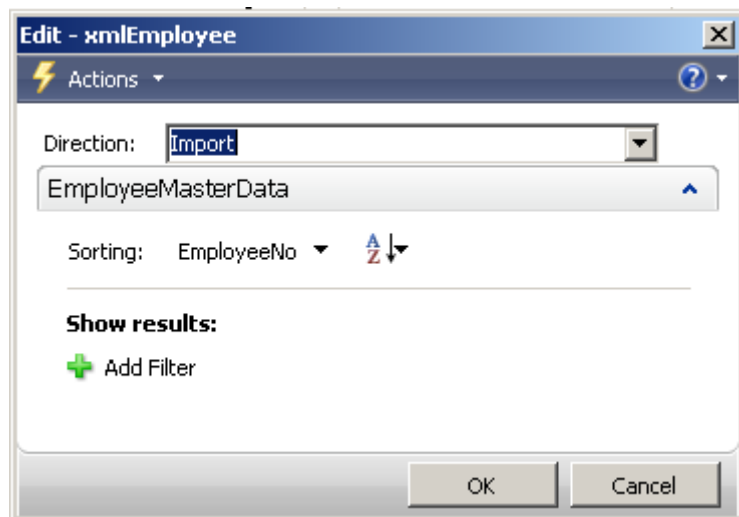 Edit - xmlEmployee
Actions
Direction: Import
EmployeeMasterData
Sorting: EmployeeNo
Show results:
Add Filter
OK Cancel